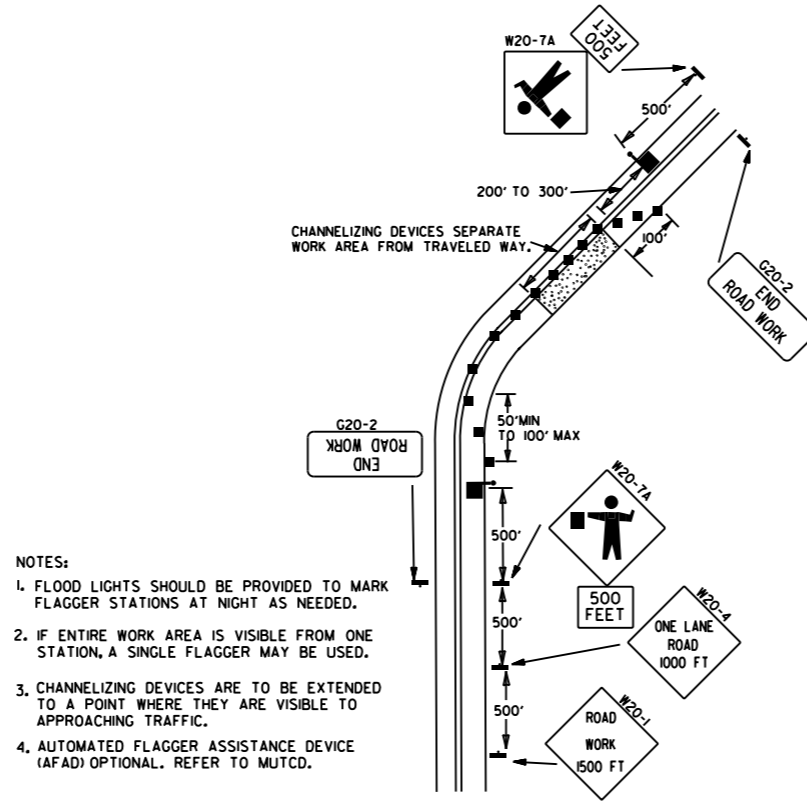 W20-7A
500
FEET
500'
200' TO 300'
CHANNELIZING DEVICES SEPARATE
WORK AREA FROM TRAVELED WAY.
100'
G20-2
END
ROAD WORK
50' MIN
TO 100' MAX
G20-2
END
ROAD WORK
W20-7A
500'
500
FEET
W20-4
ONE LANE
ROAD
1000 FT
500'
W20-1
ROAD
WORK
1500 FT
500'
NOTES:
1. FLOOD LIGHTS SHOULD BE PROVIDED TO MARK
FLAGGER STATIONS AT NIGHT AS NEEDED.
2. IF ENTIRE WORK AREA IS VISIBLE FROM ONE
STATION, A SINGLE FLAGGER MAY BE USED.
3. CHANNELIZING DEVICES ARE TO BE EXTENDED
TO A POINT WHERE THEY ARE VISIBLE TO
APPROACHING TRAFFIC.
4. AUTOMATED FLAGGER ASSISTANCE DEVICE
(AFAD) OPTIONAL. REFER TO MUTCD.